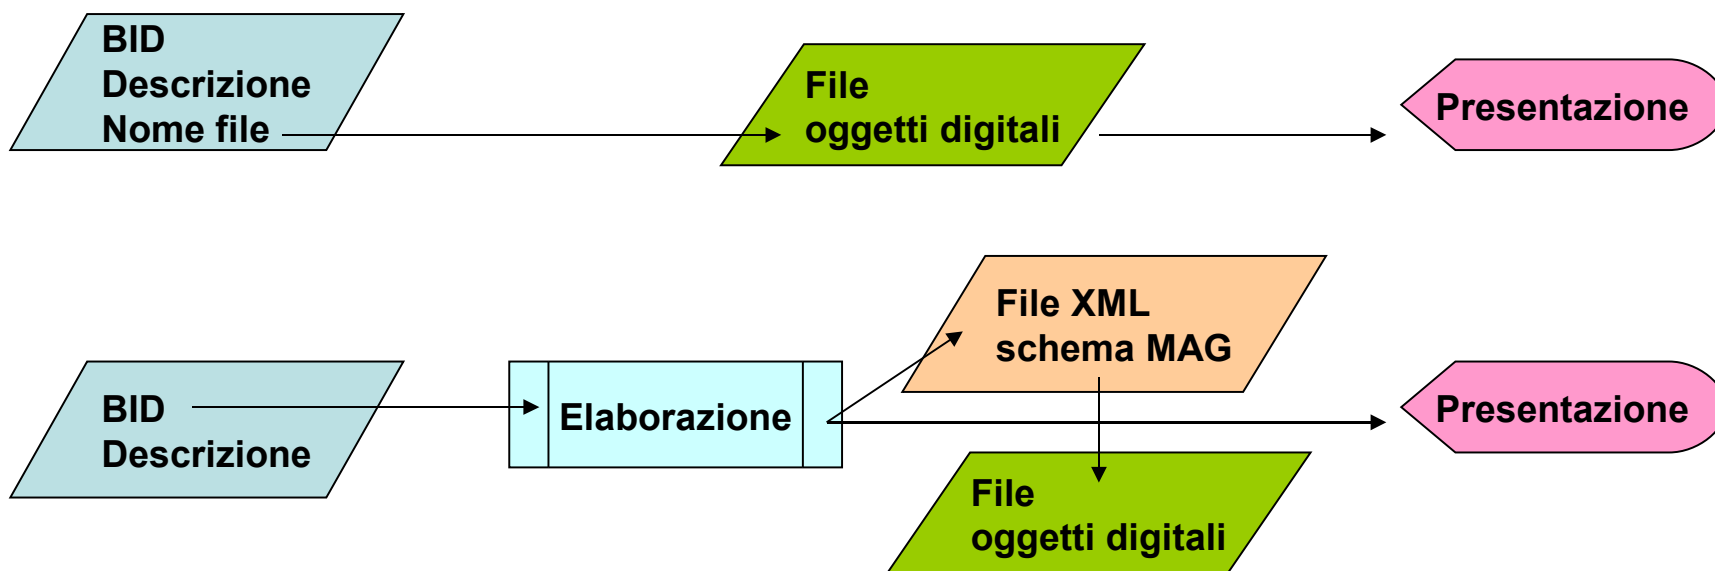 BID
Descrizione
Nome file
File
oggetti digitali
Presentazione
BID
Descrizione
Elaborazione
File XML
schema MAG
File
oggetti digitali
Presentazione